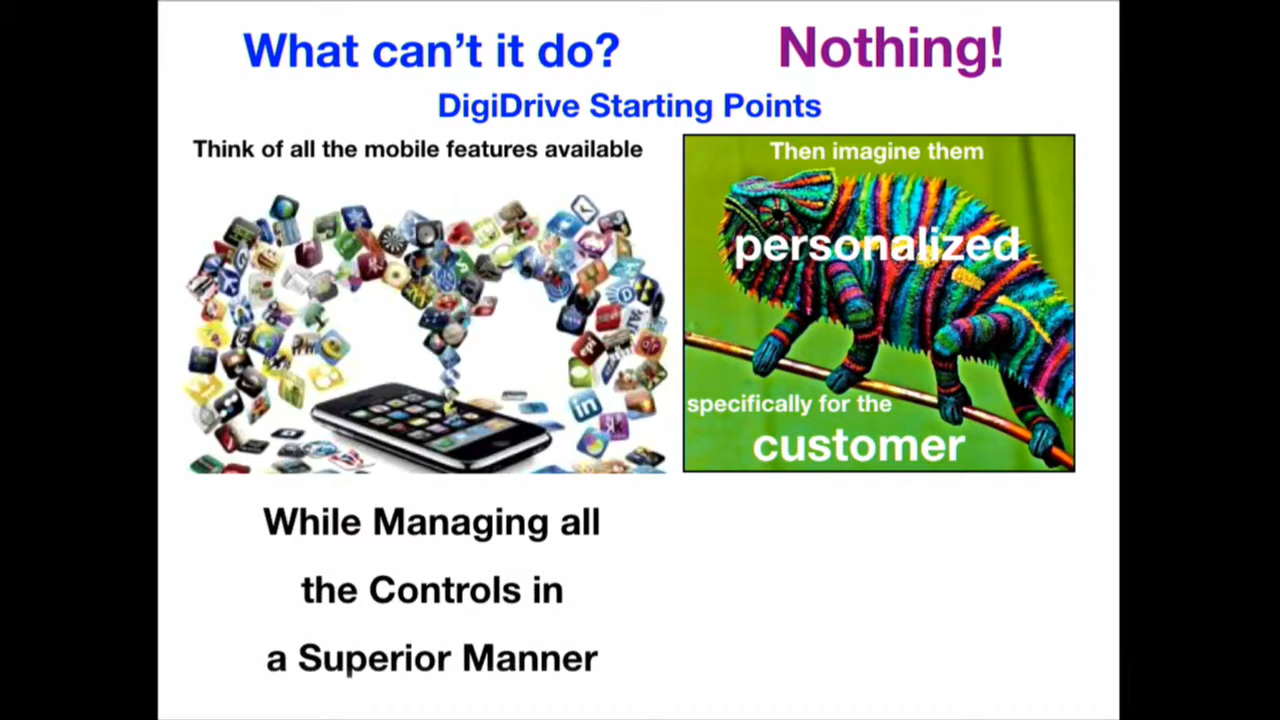 What can't it do?
Nothing!
DigiDrive Starting Points
Think of all the mobile features available
Then imagine them
personalized
specifically for the
customer
While Managing all
the Controls in
a Superior Manner